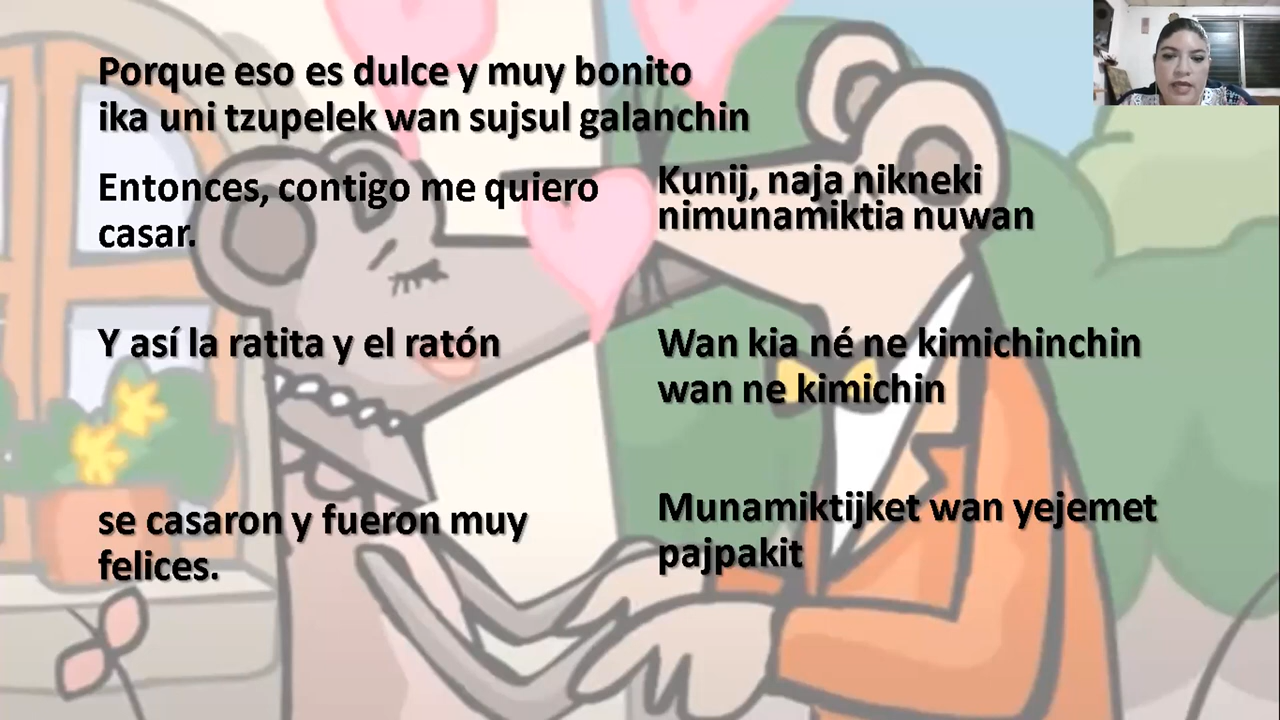 Porque eso es dulce y muy bonito
ika uni tzupelek wan sujsul galanchin
Entonces, contigo me quiero
casar.
Kunij, naja nikneki
nimunamiktia nuwan
Y así la ratita y el ratón
Wan kia né ne kimichinchin
wan ne kimichin
se casaron y fueron muy
felices.
Munamiktijket wan yejemet
pajpakit